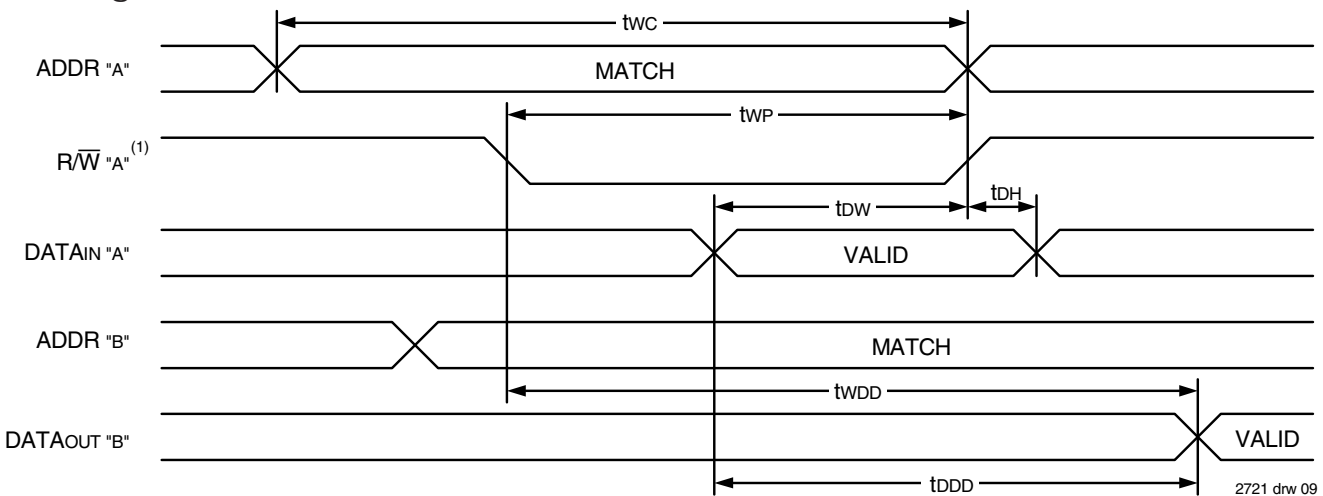 tWC
ADDR "A"
MATCH
tWP
R/W "A" (1)
tDH
tDW
DATAIN "A"
VALID
ADDR "B"
MATCH
tWDD
DATAOUT "B"
VALID
tDDD
2721 drw 09